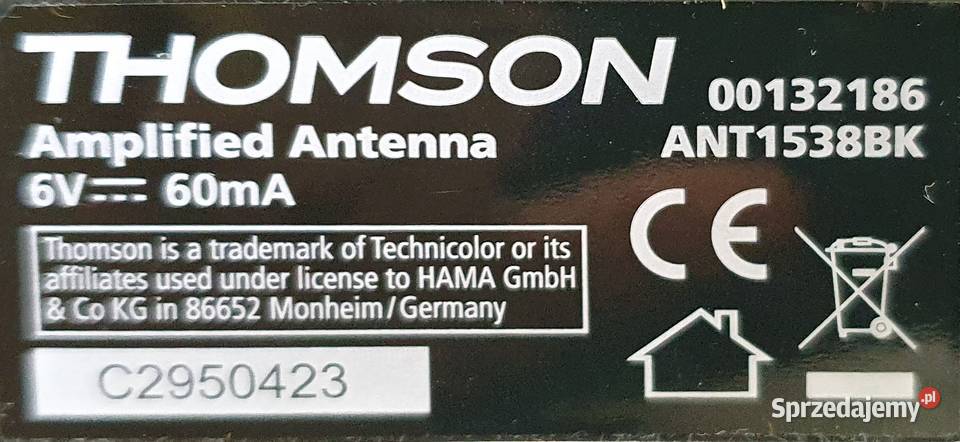 THOMSON
00132186
Amplified Antenna
ANT1538BK
6V⎓ 60mA
CE
Thomson is a trademark of Technicolor or its
affiliates used under license to HAMA GmbH
& Co KG in 86652 Monheim/Germany
C2950423
Sprzedajemy.pl